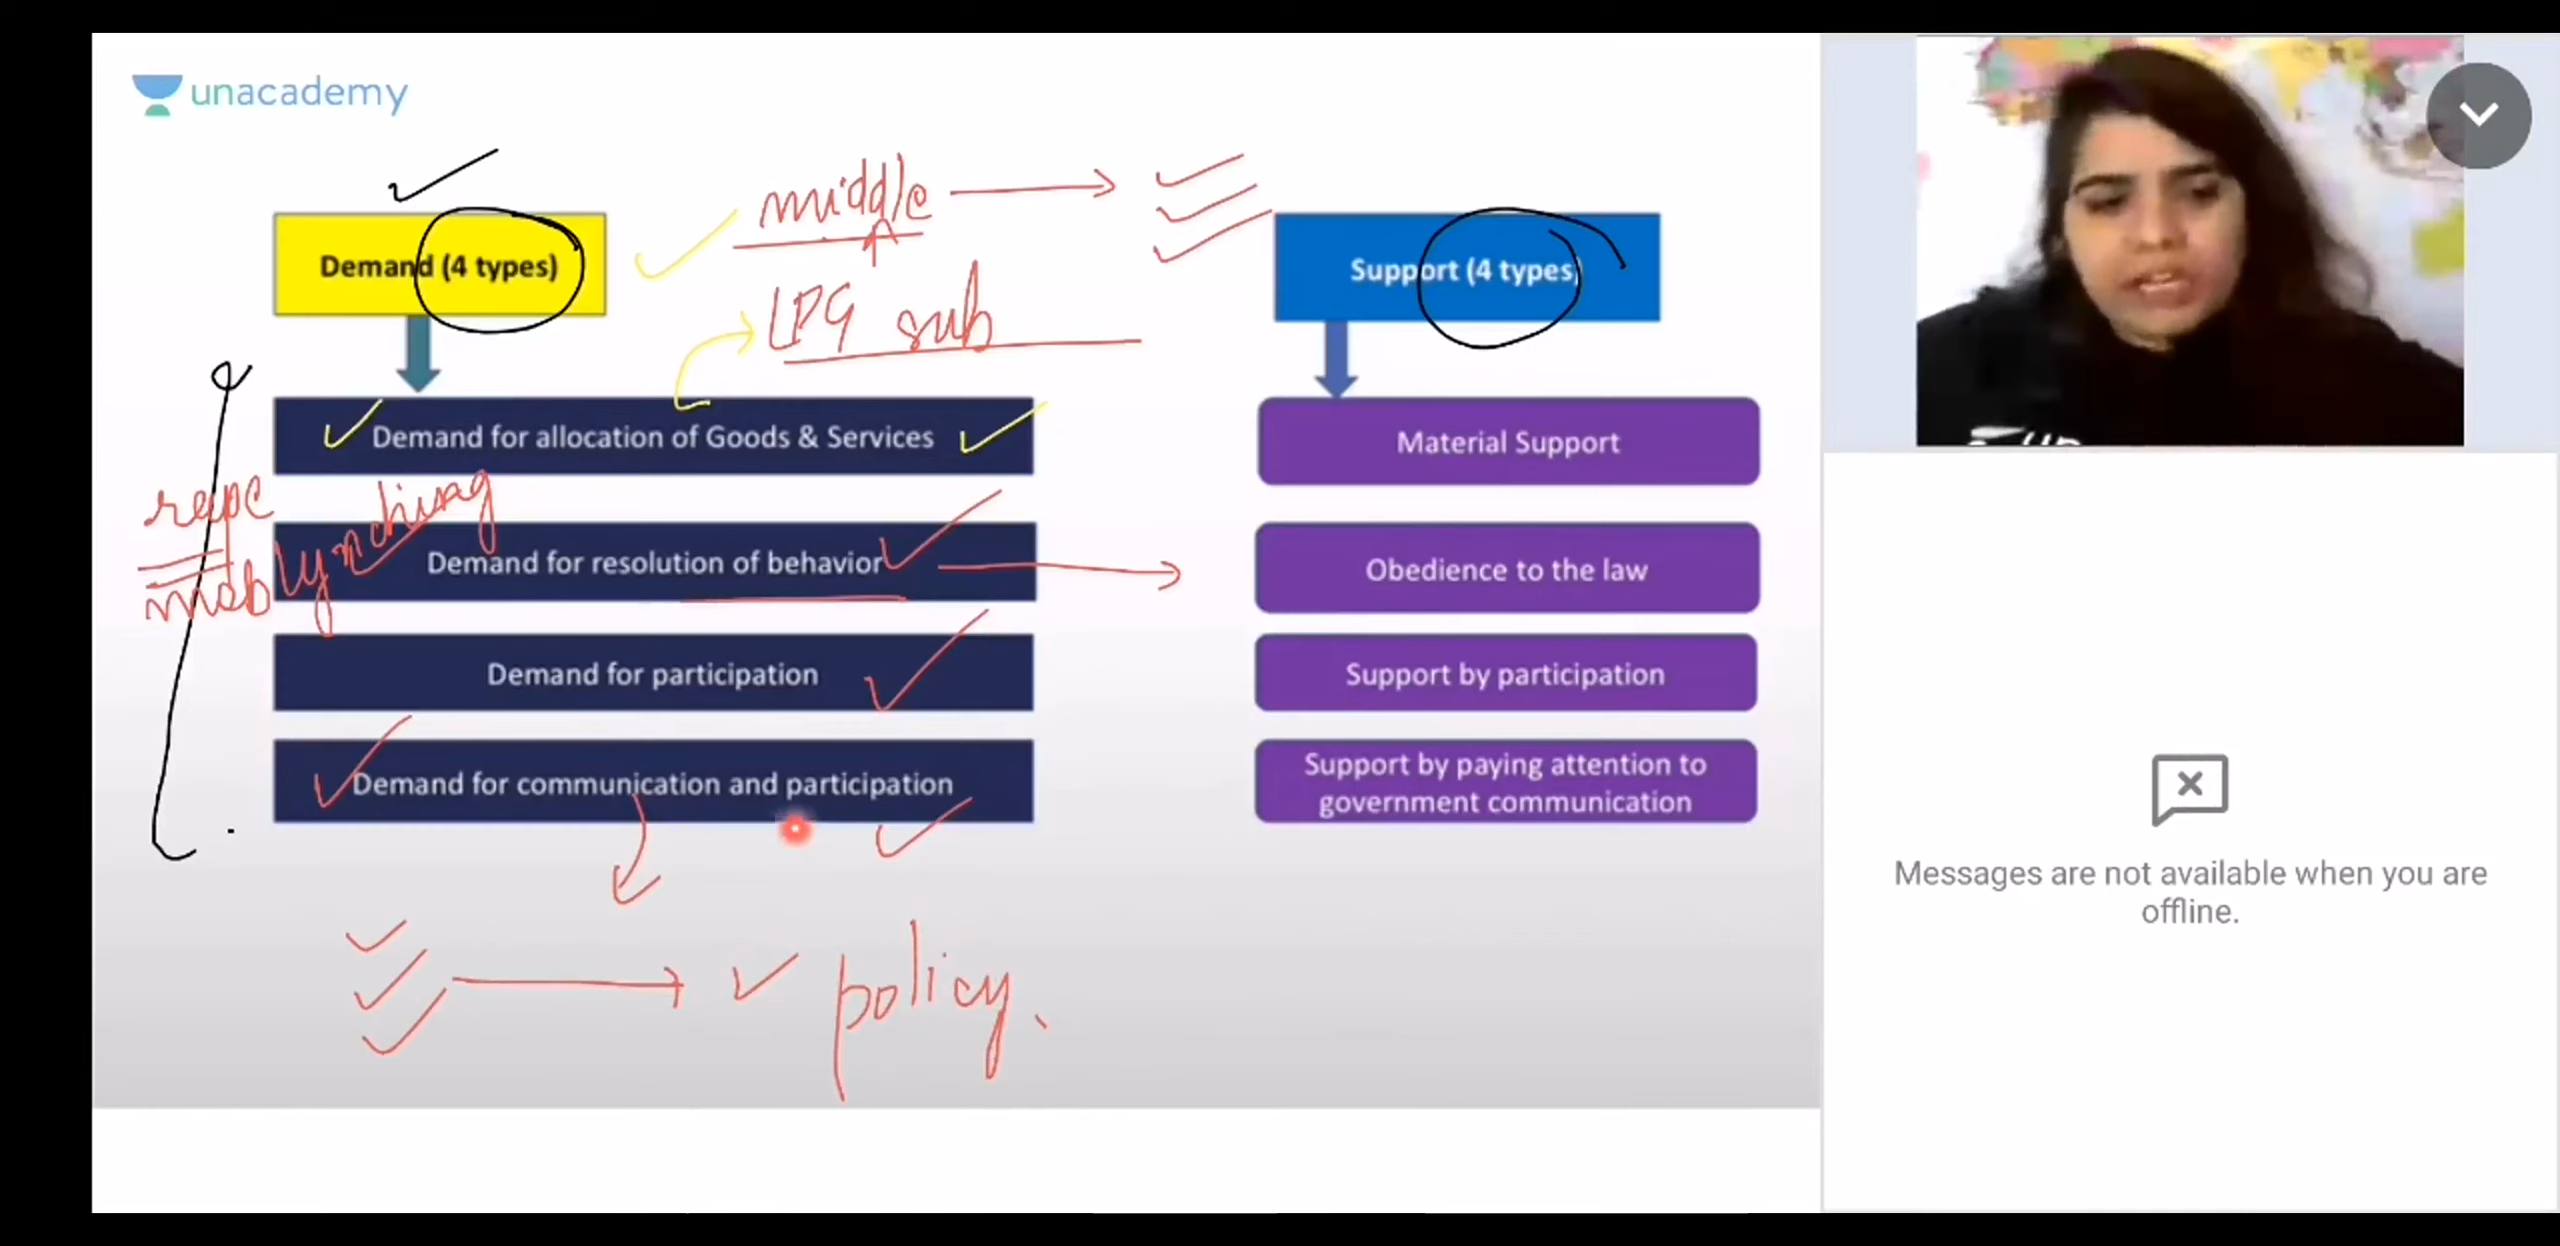 unacademy
middle
Demand (4 types)
Support (4 types)
LPG sub
Demand for allocation of Goods & Services
Material Support
rape
mob lynching
Demand for resolution of behavior
Obedience to the law
Demand for participation
Support by participation
Demand for communication and participation
Support by paying attention to
government communication
policy.
Messages are not available when you are
offline.